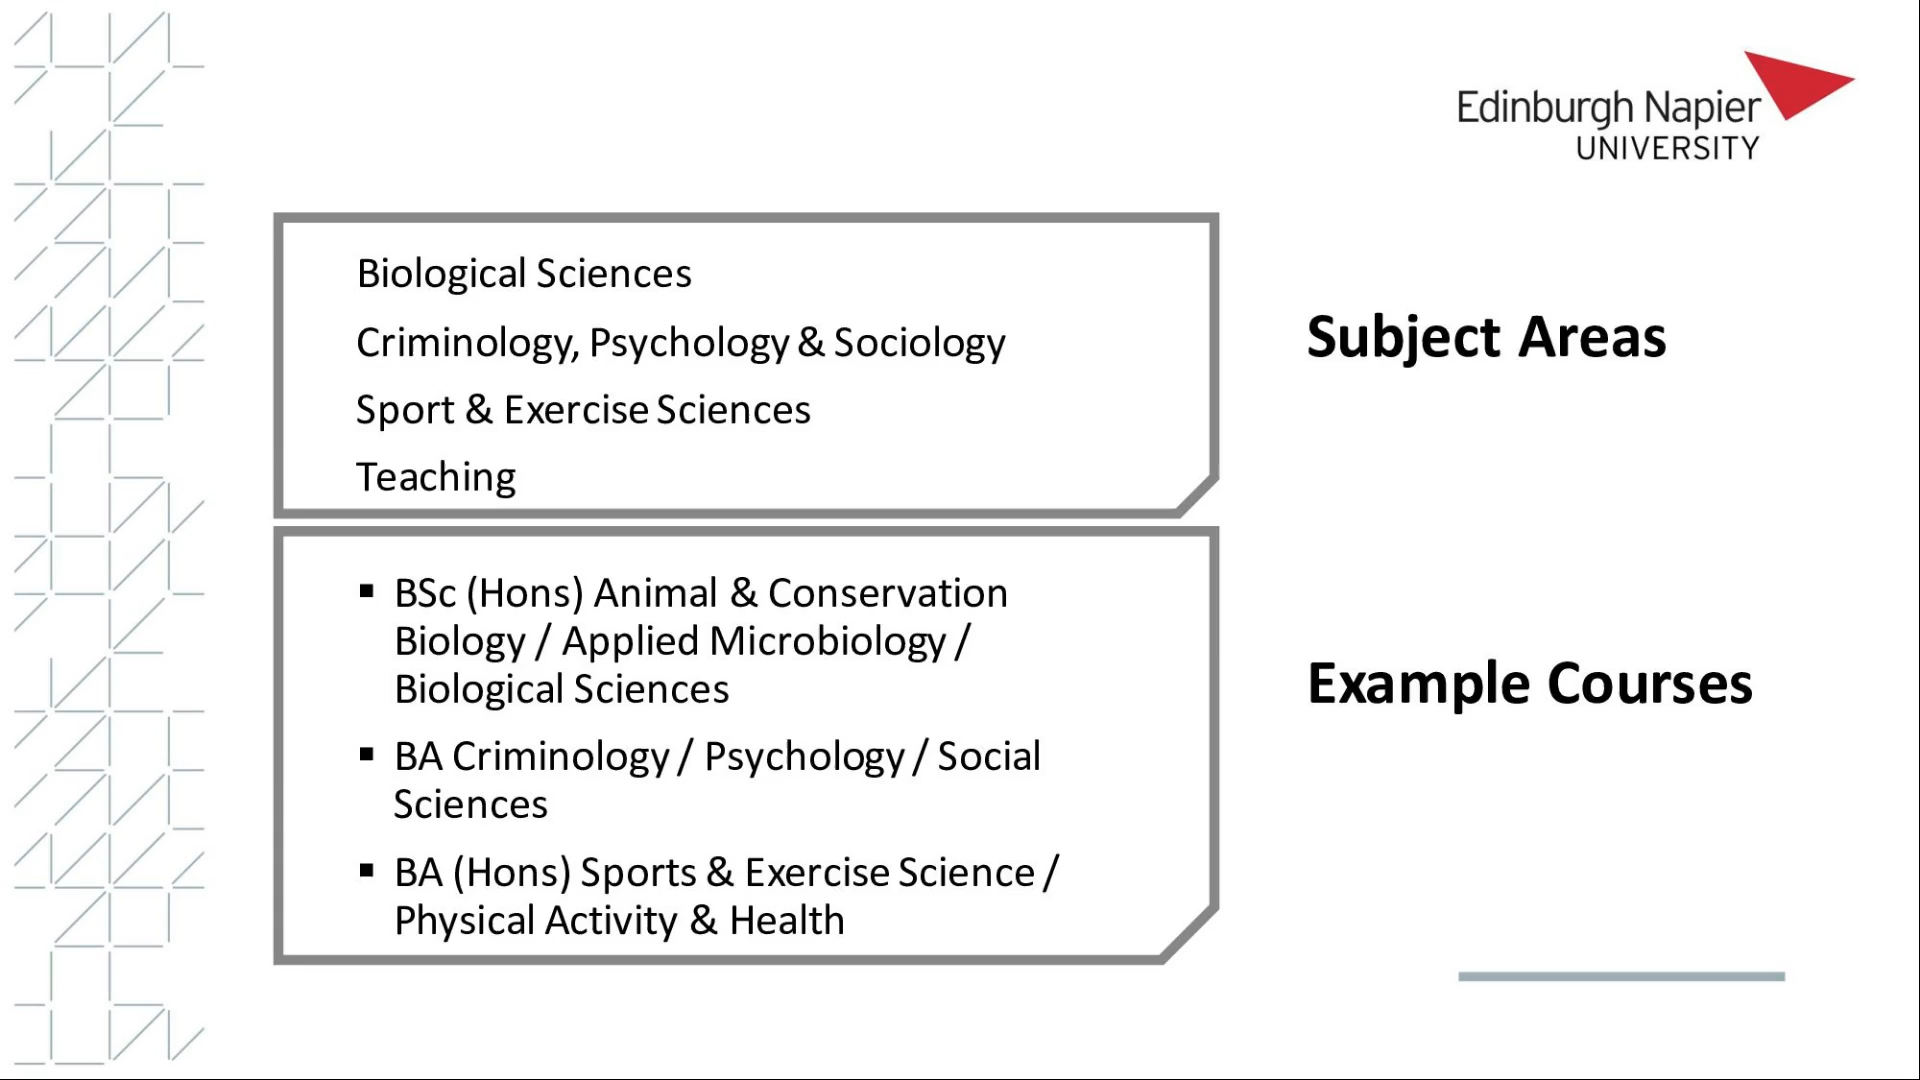 Edinburgh Napier
UNIVERSITY
Biological Sciences
Criminology, Psychology & Sociology
Sport & Exercise Sciences
Teaching
Subject Areas
▪ BSc (Hons) Animal & Conservation
Biology / Applied Microbiology /
Biological Sciences
▪ BA Criminology / Psychology / Social
Sciences
▪ BA (Hons) Sports & Exercise Science /
Physical Activity & Health
Example Courses